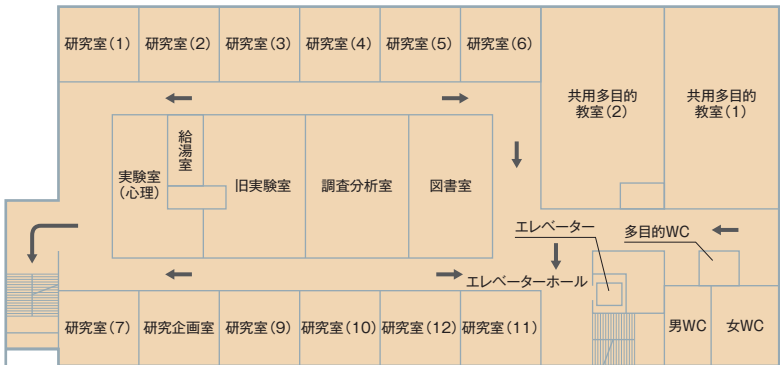 研究室(1)
研究室(2)
研究室(3)
研究室(4)
研究室(5)
研究室(6)
共用多目的
教室(2)
共用多目的
教室(1)
実験室
(心理)
給湯室
旧実験室
調査分析室
図書室
エレベーター
多目的WC
エレベーターホール
研究室(7)
研究企画室
研究室(9)
研究室(10)
研究室(12)
研究室(11)
男WC
女WC